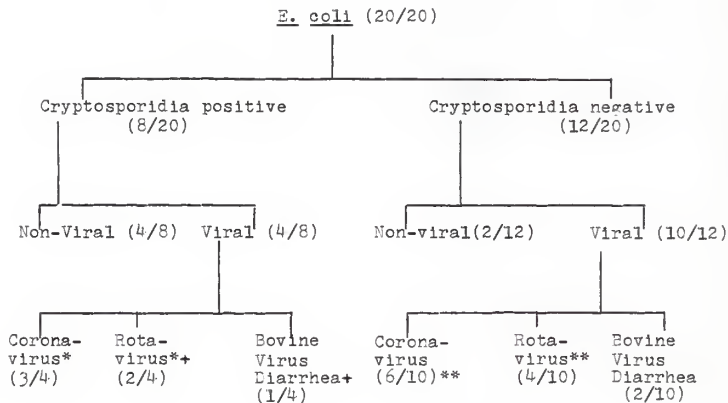 E. coli (20/20)
Cryptosporidia positive
(8/20)
Cryptosporidia negative
(12/20)
Non-Viral (4/8)
Viral (4/8)
Non-viral(2/12)
Viral (10/12)
Corona-
virus*
(3/4)
Rota-
virus*+
(2/4)
Bovine
Virus
Diarrhea+
(1/4)
Corona-
virus
(6/10)**
Rota-
virus**
(4/10)
Bovine
Virus
Diarrhea
(2/10)